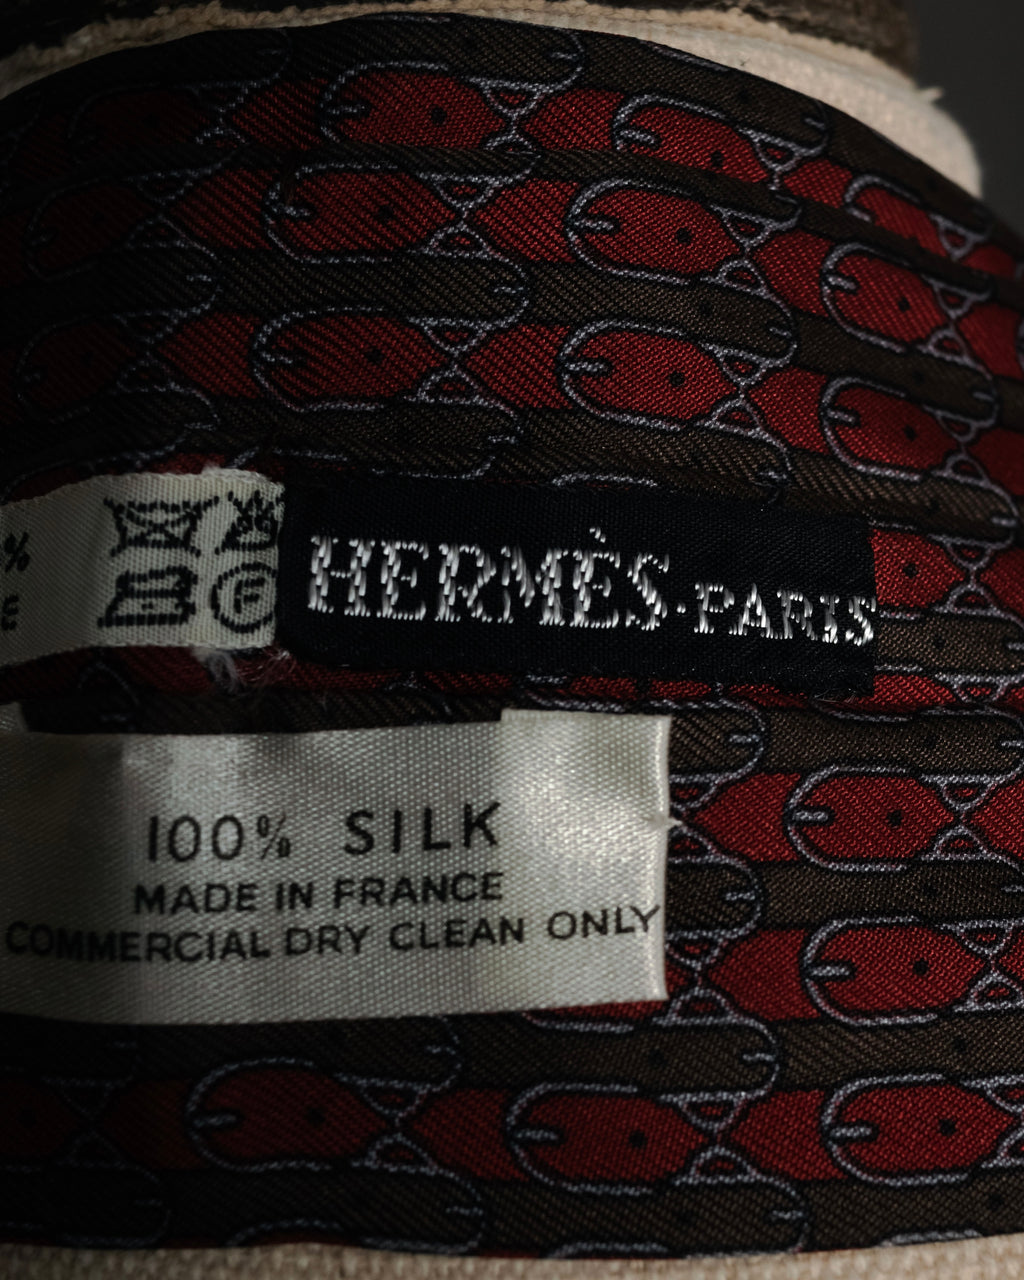 %
E
F
HERMÈS·PARIS
100% SILK
MADE IN FRANCE
COMMERCIAL DRY CLEAN ONLY